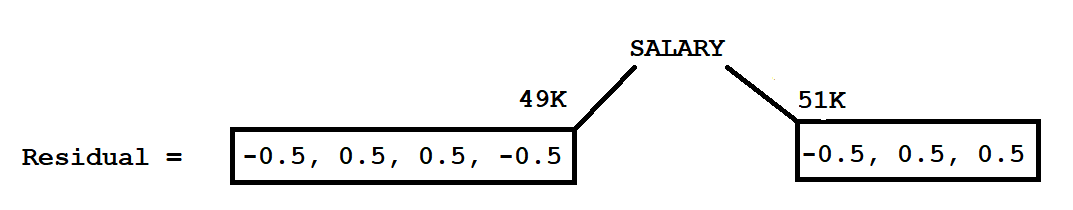 SALARY
49K
51K
Residual = -0.5, 0.5, 0.5, -0.5
-0.5, 0.5, 0.5